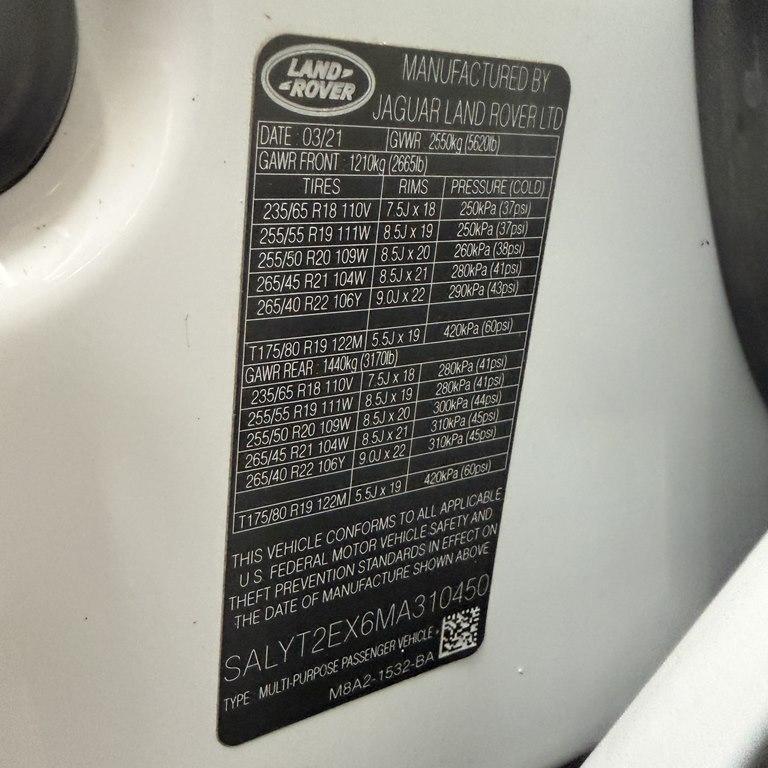 LAND ROVER
MANUFACTURED BY
JAGUAR LAND ROVER LTD
DATE : 03/21 GVWR 2550kg (5620lb)
GAWR FRONT : 1210kg (2665lb)
TIRES RIMS PRESSURE (COLD)
235/65 R18 110V 7.5J x 18 250kPa (37psi)
255/55 R19 111W 8.5J x 19 250kPa (37psi)
255/50 R20 109W 8.5J x 20 260kPa (38psi)
265/45 R21 104W 8.5J x 21 280kPa (41psi)
265/40 R22 106Y 9.0J x 22 290kPa (43psi)
T175/80 R19 122M 5.5J x 19 420kPa (60psi)
GAWR REAR : 1440kg (3170lb)
235/65 R18 110V 7.5J x 18 280kPa (41psi)
255/55 R19 111W 8.5J x 19 280kPa (41psi)
255/50 R20 109W 8.5J x 20 300kPa (44psi)
265/45 R21 104W 8.5J x 21 310kPa (45psi)
265/40 R22 106Y 9.0J x 22 310kPa (45psi)
T175/80 R19 122M 5.5J x 19 420kPa (60psi)
THIS VEHICLE CONFORMS TO ALL APPLICABLE
U.S. FEDERAL MOTOR VEHICLE SAFETY AND
THEFT PREVENTION STANDARDS IN EFFECT ON
THE DATE OF MANUFACTURE SHOWN ABOVE
SALYT2EX6MA310450
TYPE MULTI-PURPOSE PASSENGER VEHICLE
M8A2-1532-BA